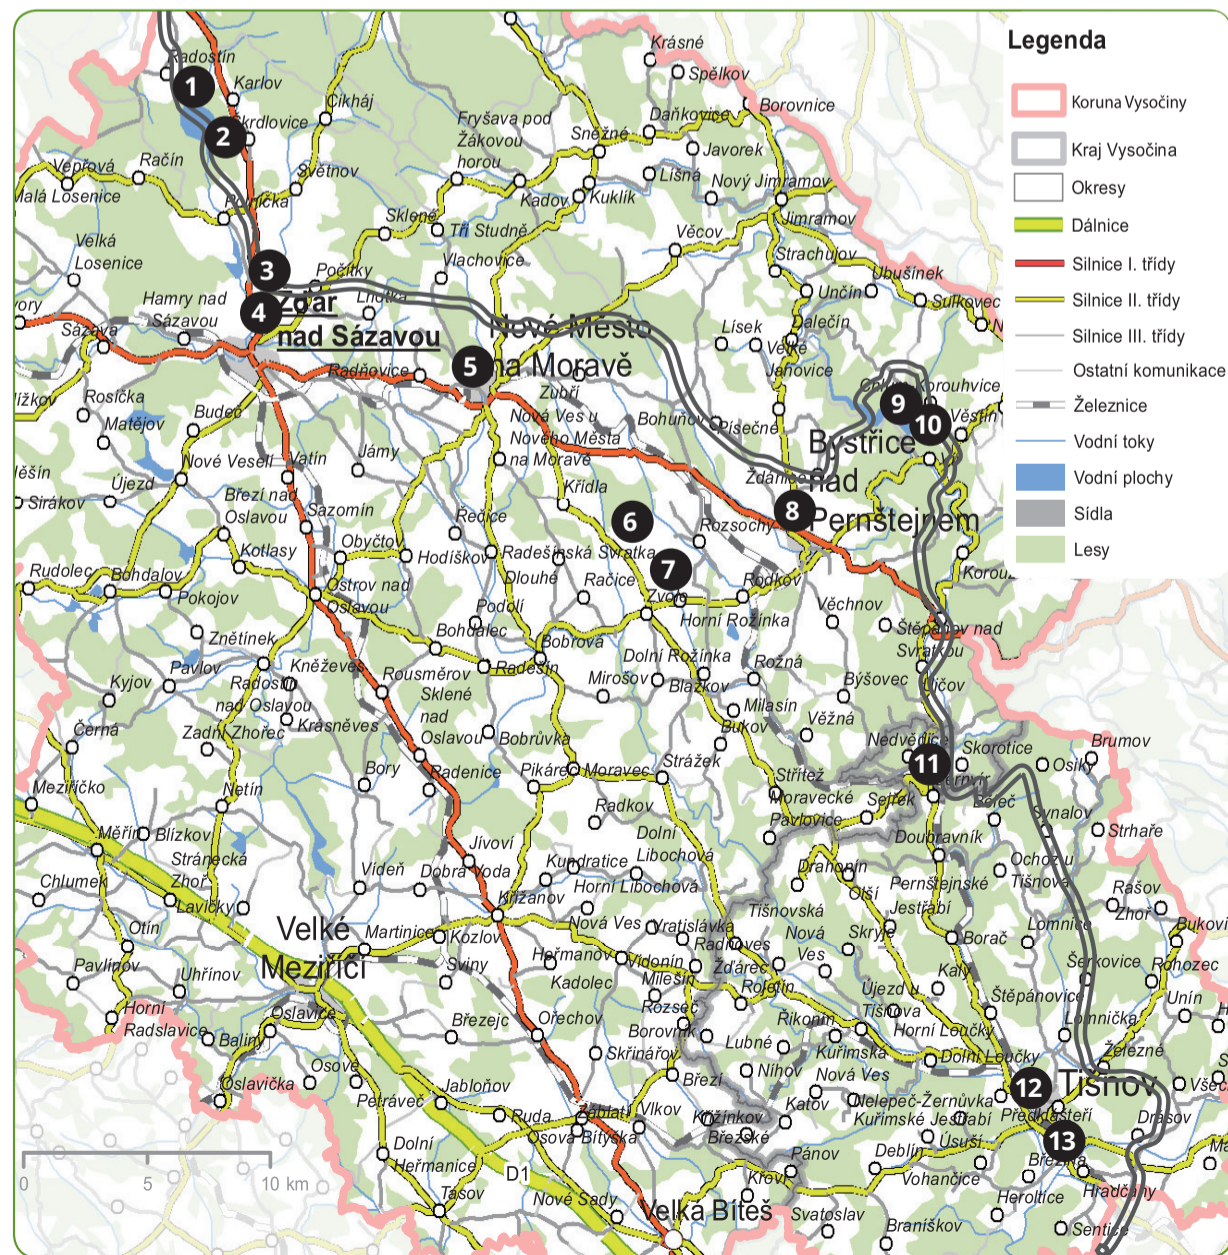 Legenda
Koruna Vysočiny
Kraj Vysočina
Okresy
Dálnice
Silnice I. třídy
Silnice II. třídy
Silnice III. třídy
Ostatní komunikace
Železnice
Vodní toky
Vodní plochy
Sídla
Lesy
Radostín
1
Karlov
2
Škrdlovice
Cikháj
Krásné
Spělkov
Daňkovice
Borovnice
Fryšava pod
Žákovou
horou
Sněžné
Javorek
Líšná
Nový Jimramov
Vepřová
Račín
Malá Losenice
Světnov
Polnička
Kadov
Kuklík
Jimramov
Sklené
Tři Studně
Věcov
Strachujov
Velká
Losenice
3
Počítky
Vlachovice
Ubušínek
Unčín
Sulkovec
Hamry nad
Sázavou
4
Žďár
nad Sázavou
Lhotka
Nové Město
na Moravě
Lísek
Dalečín
Velké
Janovice
Sázava
Radňovice
5
Zubří
Bohuňov
Písečné
9
10
Korouhvice
Věstín
Rosička
Matějov
Budeč
Nová Ves u
Nového Města
na Moravě
Bystřice
nad
Pernštejnem
Ždánice
8
Nové Veselí
Vatín
Jámy
Sirákov
Újezd
Březí nad
Oslavou
Sazomín
Křídla
6
Rozsochy
Řečice
Kotlasy
Obyčtov
Hodíškov
Radešínská Svratka
Dlouhé
Račice
7
Zvole
Rodkov
Rudolec
Bohdalov
Pokojov
Ostrov nad
Oslavou
Podolí
Horní Rožínka
Věchnov
Štěpánov nad
Svratkou
Znětínek
Bohdalec
Bobrová
Pavlov
Kněževes
Rousměrov
Radešín
Mirošov
Dolní Rožínka
Blažkov
Rožná
Býšovec
Ujčov
Kyjov
Radostín
nad Oslavou
Sklené
nad
Oslavou
Milasín
Bukov
Věžná
Černá
Zadní Zhořec
Krásněves
Bobrůvka
Nedvědice
11
Skorotice
Brumov
Osiky
Meziříčko
Netín
Bory
Radenice
Pikárec
Moravec
Strážek
Střítež
Moravecké
Pavlovice
Sejřek
Synalov
Strhaře
Měřín
Blízkov
Radkov
Dolní
Libochová
Doubravník
Stránecká
Zhoř
Jívoví
Dobrá Voda
Vídeň
Kundratice
Horní Libochová
Drahonín
Olší
Ochoz u
Tišnova
Chlumek
Lavičky
Křižanov
Pernštejnské
Jestřabí
Rašov
Zhoř
Velké
Meziříčí
Martinice
Kozlov
Nová Ves
Vratislávka
Tišnovská
Nová
Ves
Skryje
Borač
Lomnice
Otín
Pavlínov
Uhřínov
Sviny
Heřmanov
Kadolec
Vidonín
Radňoves
Žďárec
Kaly
Šerkovice
Rohozec
Horní
Radslavice
Oslavice
Milešín
Rozseč
Rojetín
Újezd u
Tišnova
Štěpánovice
Unín
Baliny
Březejc
Ořechov
Borovník
Řikonín
Horní Loučky
Lomnička
Skřinářov
Lubné
Kuřimská
Nová Ves
Dolní Loučky
Železné
Oslavička
Osové
Petráveč
Jabloňov
Březí
Níhov
12
Tišnov
Ruda
Záblatí
Vlkov
Křižínkov
Katov
Nelepeč-Žernůvka
Předklášteří
Drásov
Osová Bítýška
Březské
Kuřimské Jestřabí
Úsuší
13
Dolní
Heřmanice
Pánov
Deblín
Březina
0
5
10 km
D1
Křoví
Vohančice
Hradčany
Tasov
Nové Sady
Velká Bíteš
Heroltice
Svatoslav
Braníškov
Sentice